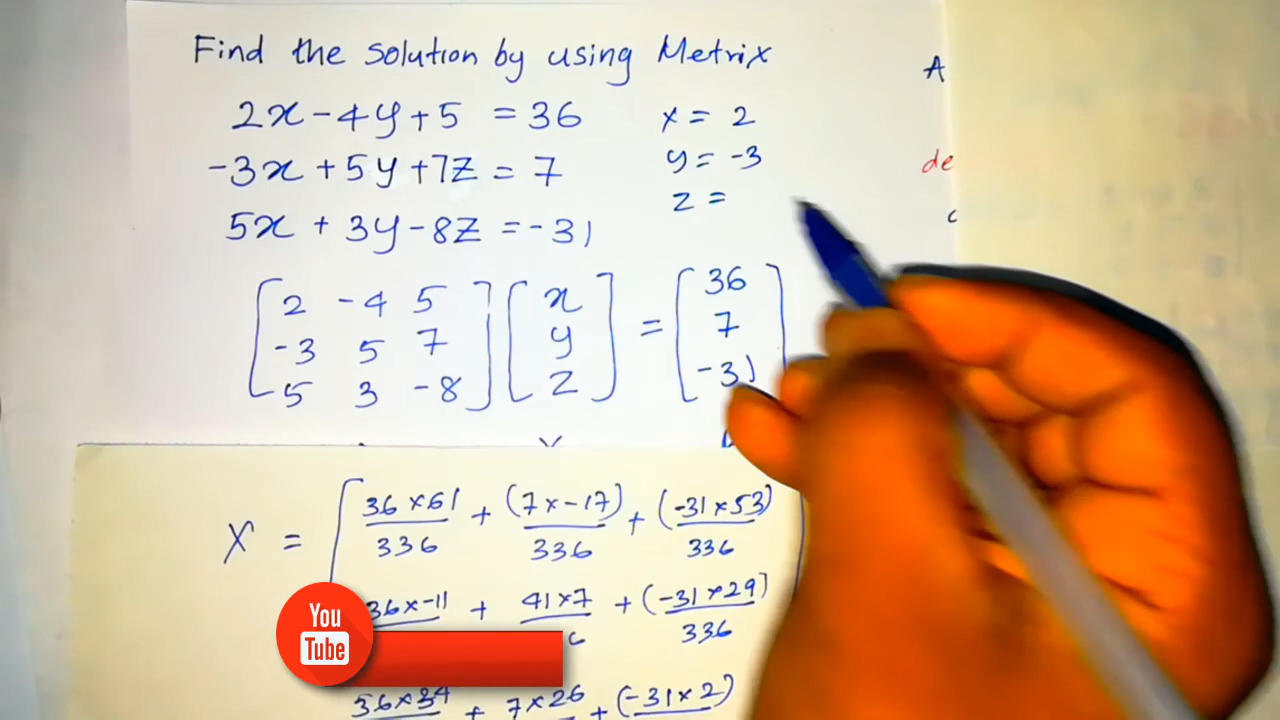 Find the solution by using Metrix
A
2x-4y+5 = 36
x = 2
-3x+5y+7z = 7
y = -3
de
z =
5x + 3y-8z = -31
[2 -4 5] [x] = [36]
[-3 5 7] [y] [7]
[5 3 -8] [z] [-31]
X = [36×61/336 + (7×-17)/336 + (-31×53)/336
36×-11 + 41×7 + (-31×29)/336
36×34 + 7×26 + (-31×2)
You
Tube